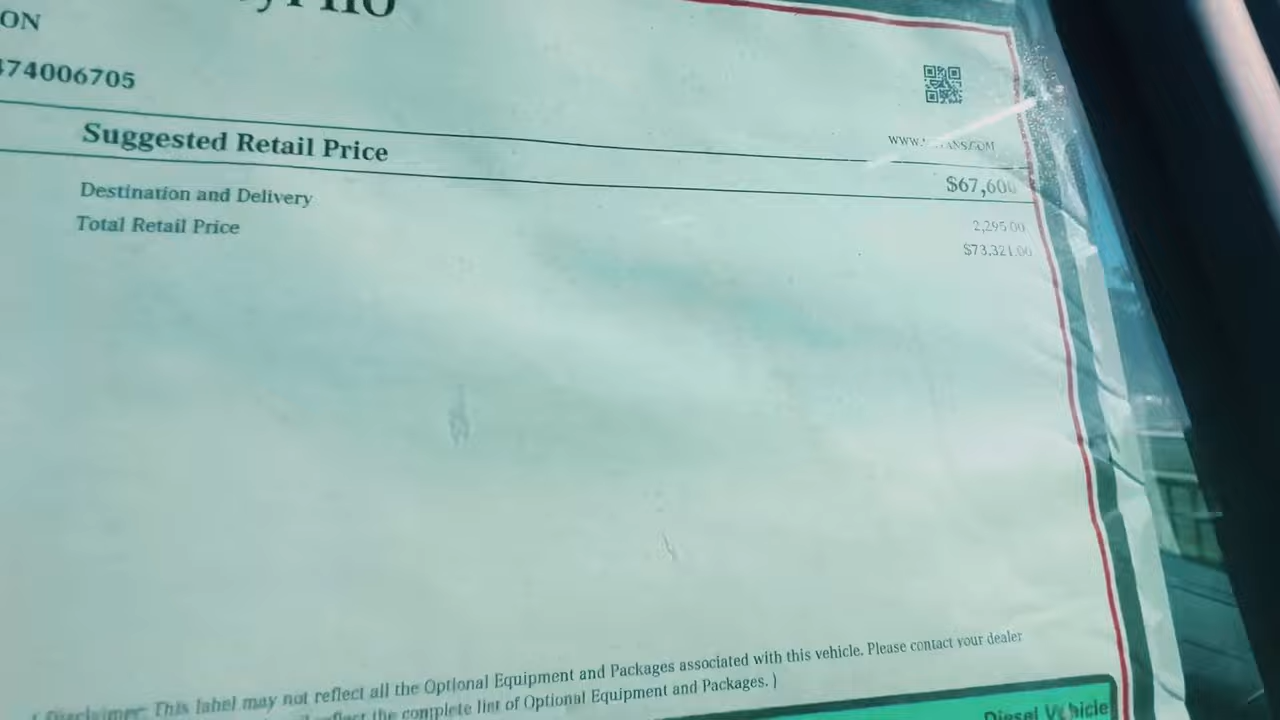 ON
474006705
Suggested Retail Price
$67,600
Destination and Delivery
2,295.00
Total Retail Price
$73,321.00
Disclaimer: This label may not reflect all the Optional Equipment and Packages associated with this vehicle. Please contact your dealer
the complete list of Optional Equipment and Packages. )
Diesel Vehicle